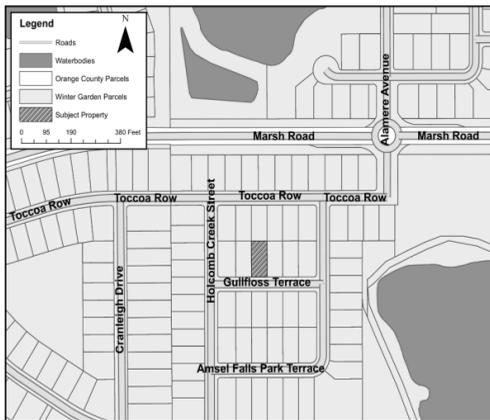 Legend
N
Roads
Waterbodies
Orange County Parcels
Winter Garden Parcels
Subject Property
0 95 190 380 Feet
Alamere Avenue
Marsh Road
Marsh Road
Toccoa Row
Toccoa Row
Toccoa Row
Toccoa Row
Holcomb Creek Street
Cranleigh Drive
Gullfloss Terrace
Amsel Falls Park Terrace